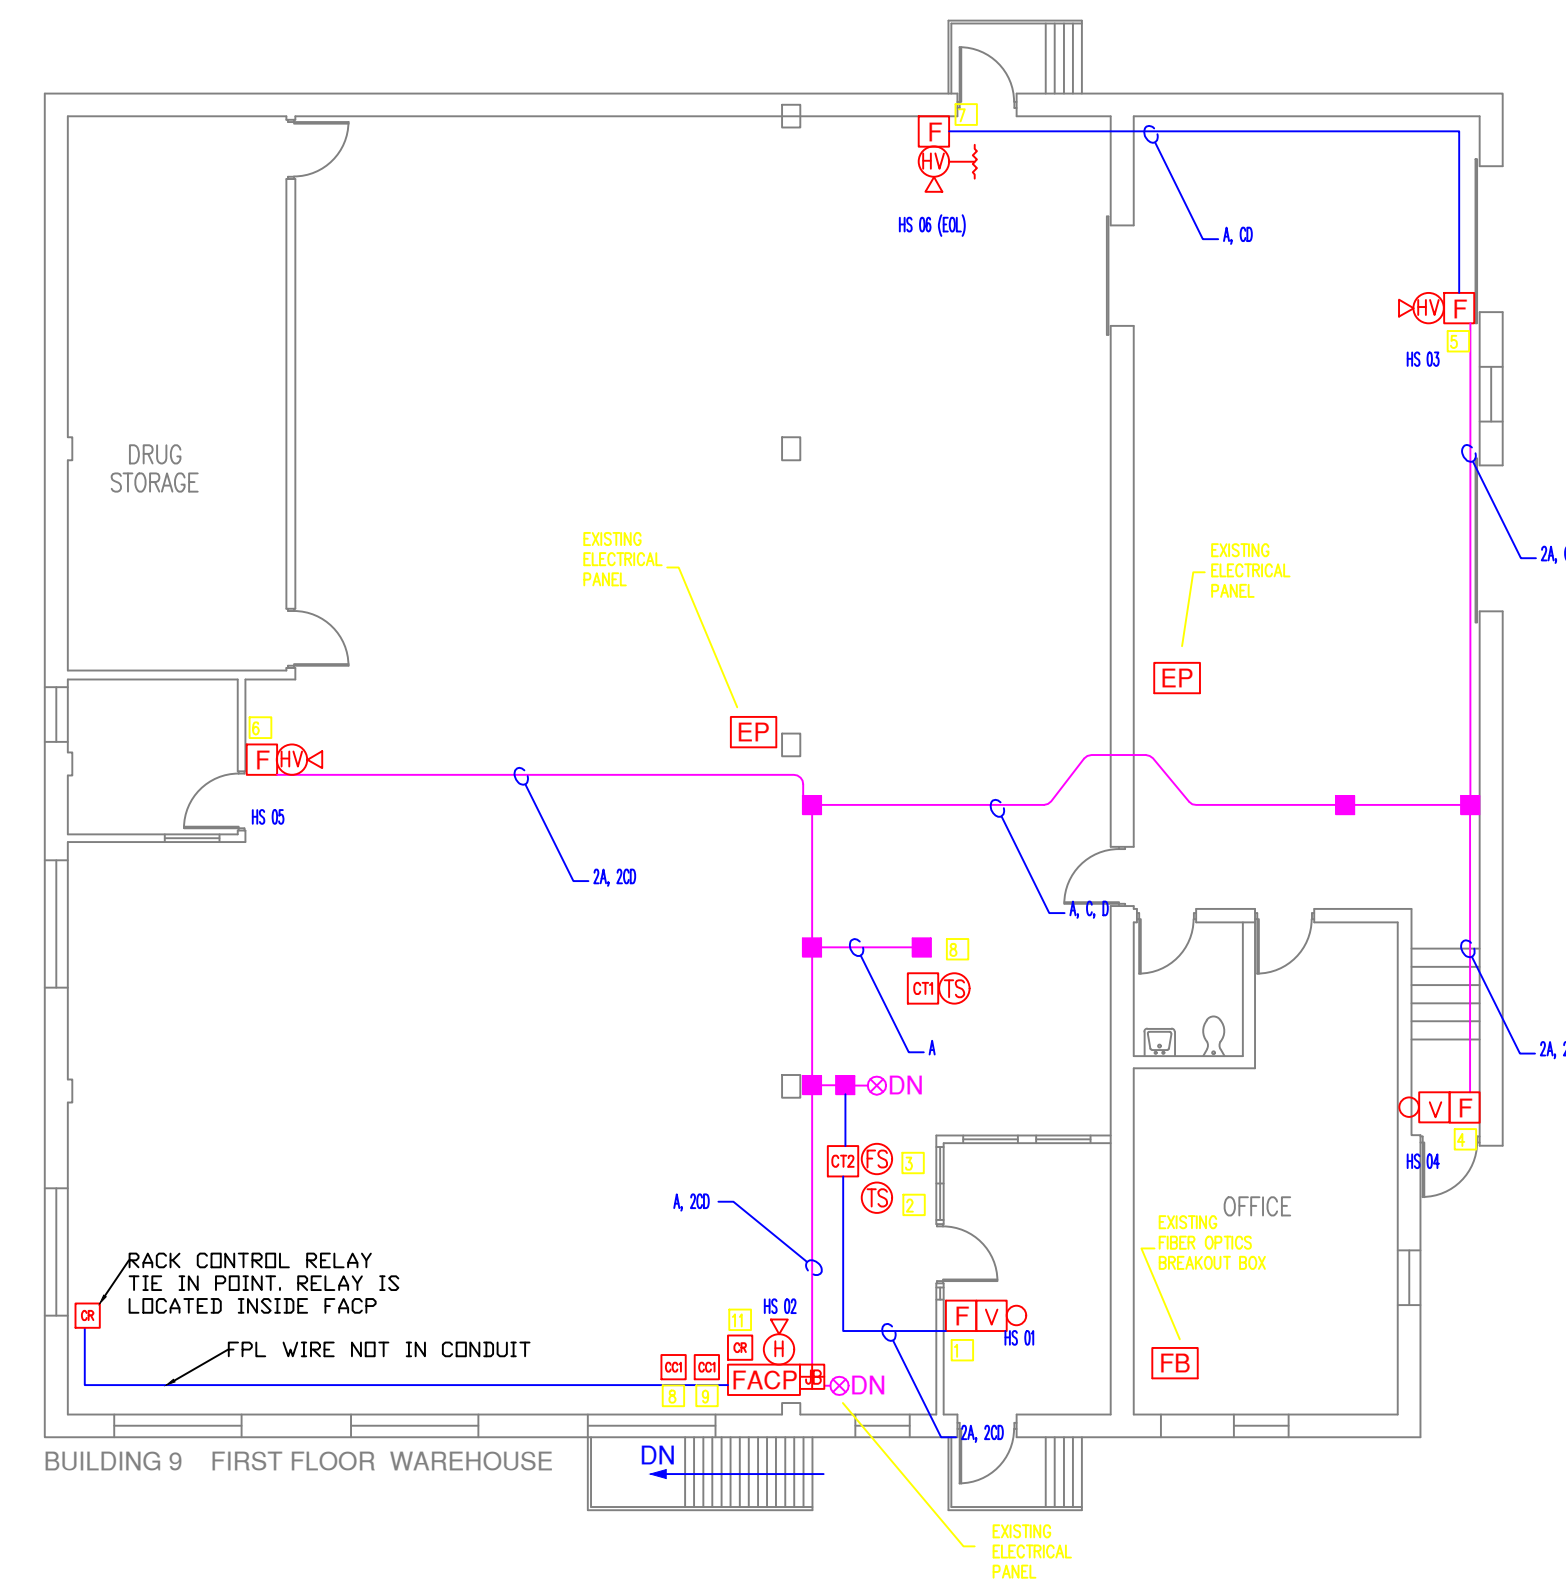 7
F
HV
HS 06 (EOL)
A, CD
HV F
5
HS 03
DRUG
STORAGE
EXISTING
ELECTRICAL
PANEL
EXISTING
ELECTRICAL
PANEL
2A,
EP
EP
6
F HV
HS 05
2A, 2CD
A, C, D
8
CT1 TS
A
2A, 2
DN
V F
4
HS 04
CT2 FS 3
TS 2
A, 2CD
OFFICE
EXISTING
FIBER OPTICS
BREAKOUT BOX
RACK CONTROL RELAY
TIE IN POINT. RELAY IS
LOCATED INSIDE FACP
CR
HS 02
11
F V
HS 01
1
FPL WIRE NOT IN CONDUIT
CR
H
CC1 CC1
FACP JB
DN
8 9
FB
2A, 2CD
BUILDING 9 FIRST FLOOR WAREHOUSE
DN
EXISTING
ELECTRICAL
PANEL